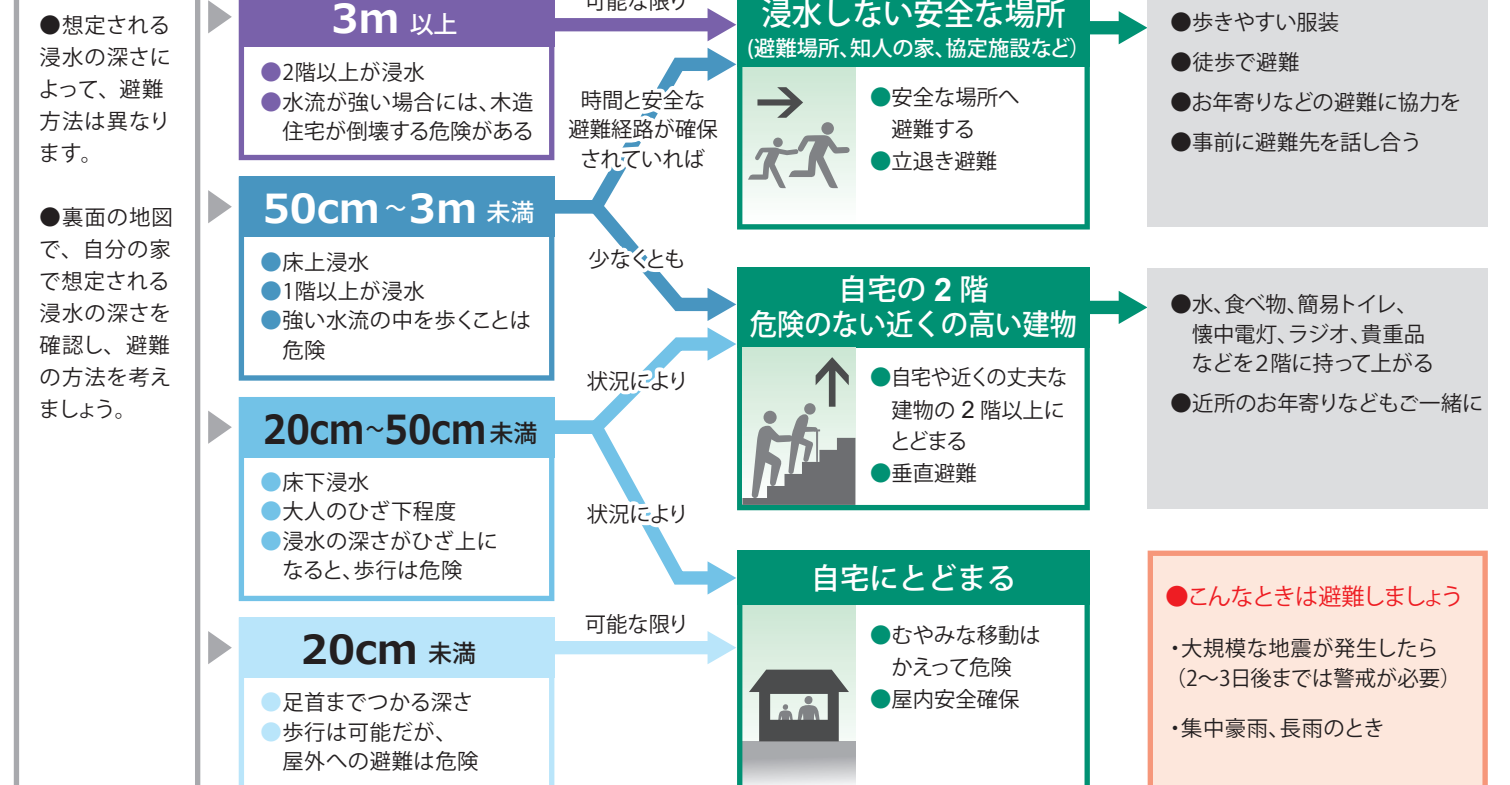 ●想定される
浸水の深さに
よって、避難
方法は異なり
ます。
●裏面の地図
で、自分の家
で想定される
浸水の深さを
確認し、避難
の方法を考え
ましょう。
3m 以上
●2階以上が浸水
●水流が強い場合には、木造
住宅が倒壊する危険がある
50cm～3m 未満
●床上浸水
●1階以上が浸水
●強い水流の中を歩くことは
危険
20cm~50cm未満
●床下浸水
●大人のひざ下程度
●浸水の深さがひざ上に
なると、歩行は危険
20cm 未満
●足首までつかる深さ
●歩行は可能だが、
屋外への避難は危険
可能な限り
時間と安全な
避難経路が確保
されていれば
少なくとも
状況により
状況により
可能な限り
浸水しない安全な場所
(避難場所、知人の家、協定施設など)
●安全な場所へ
避難する
●立退き避難
自宅の 2 階
危険のない近くの高い建物
●自宅や近くの丈夫な
建物の 2 階以上に
とどまる
●垂直避難
自宅にとどまる
●むやみな移動は
かえって危険
●屋内安全確保
●歩きやすい服装
●徒歩で避難
●お年寄りなどの避難に協力を
●事前に避難先を話し合う
●水、食べ物、簡易トイレ、
懐中電灯、ラジオ、貴重品
などを2階に持って上がる
●近所のお年寄りなどもご一緒に
●こんなときは避難しましょう
・大規模な地震が発生したら
（2～3日後までは警戒が必要）
・集中豪雨、長雨のとき